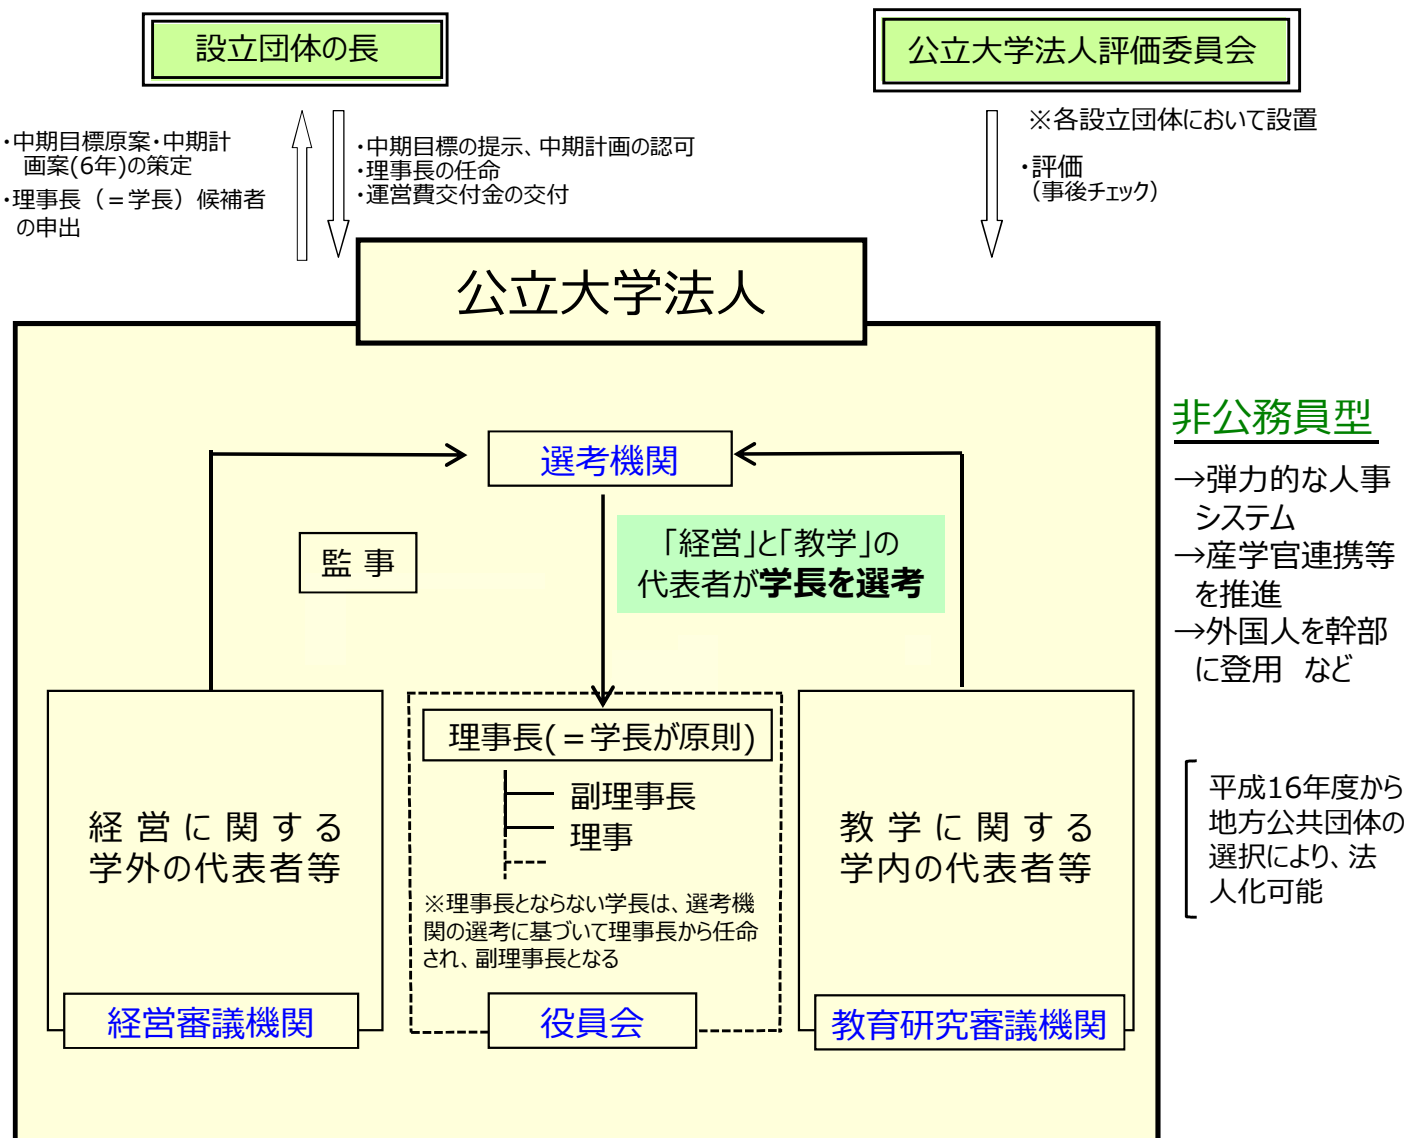 設立団体の長
公立大学法人評価委員会
・中期目標原案・中期計
画案(6年)の策定
・理事長（＝学長）候補者
の申出
・中期目標の提示、中期計画の認可
・理事長の任命
・運営費交付金の交付
※各設立団体において設置
・評価
（事後チェック）
公立大学法人
選考機関
監 事
「経営」と「教学」の
代表者が学長を選考
経 営 に 関 す る
学外の代表者等
経営審議機関
理事長(＝学長が原則)
副理事長
理事
※理事長とならない学長は、選考機
関の選考に基づいて理事長から任命
され、副理事長となる
役員会
教 学 に 関 す る
学内の代表者等
教育研究審議機関
非公務員型
→弾力的な人事
システム
→産学官連携等
を推進
→外国人を幹部
に登用　など
平成16年度から
地方公共団体の
選択により、法
人化可能